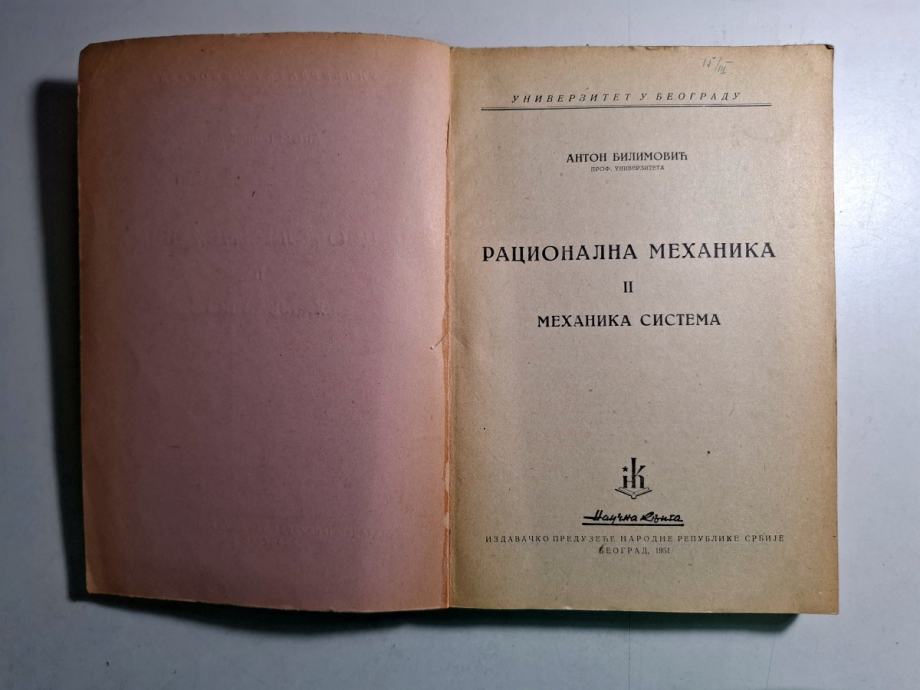 УНИВЕРЗИТЕТ У БЕОГРАДУ
АНТОН БИЛИМОВИЋ
ПРОФ. УНИВЕРЗИТЕТА
РАЦИОНАЛНА МЕХАНИКА
II
МЕХАНИКА СИСТЕМА
Научна књига
ИЗДАВАЧКО ПРЕДУЗЕЋЕ НАРОДНЕ РЕПУБЛИКЕ СРБИЈЕ
БЕОГРАД, 1951